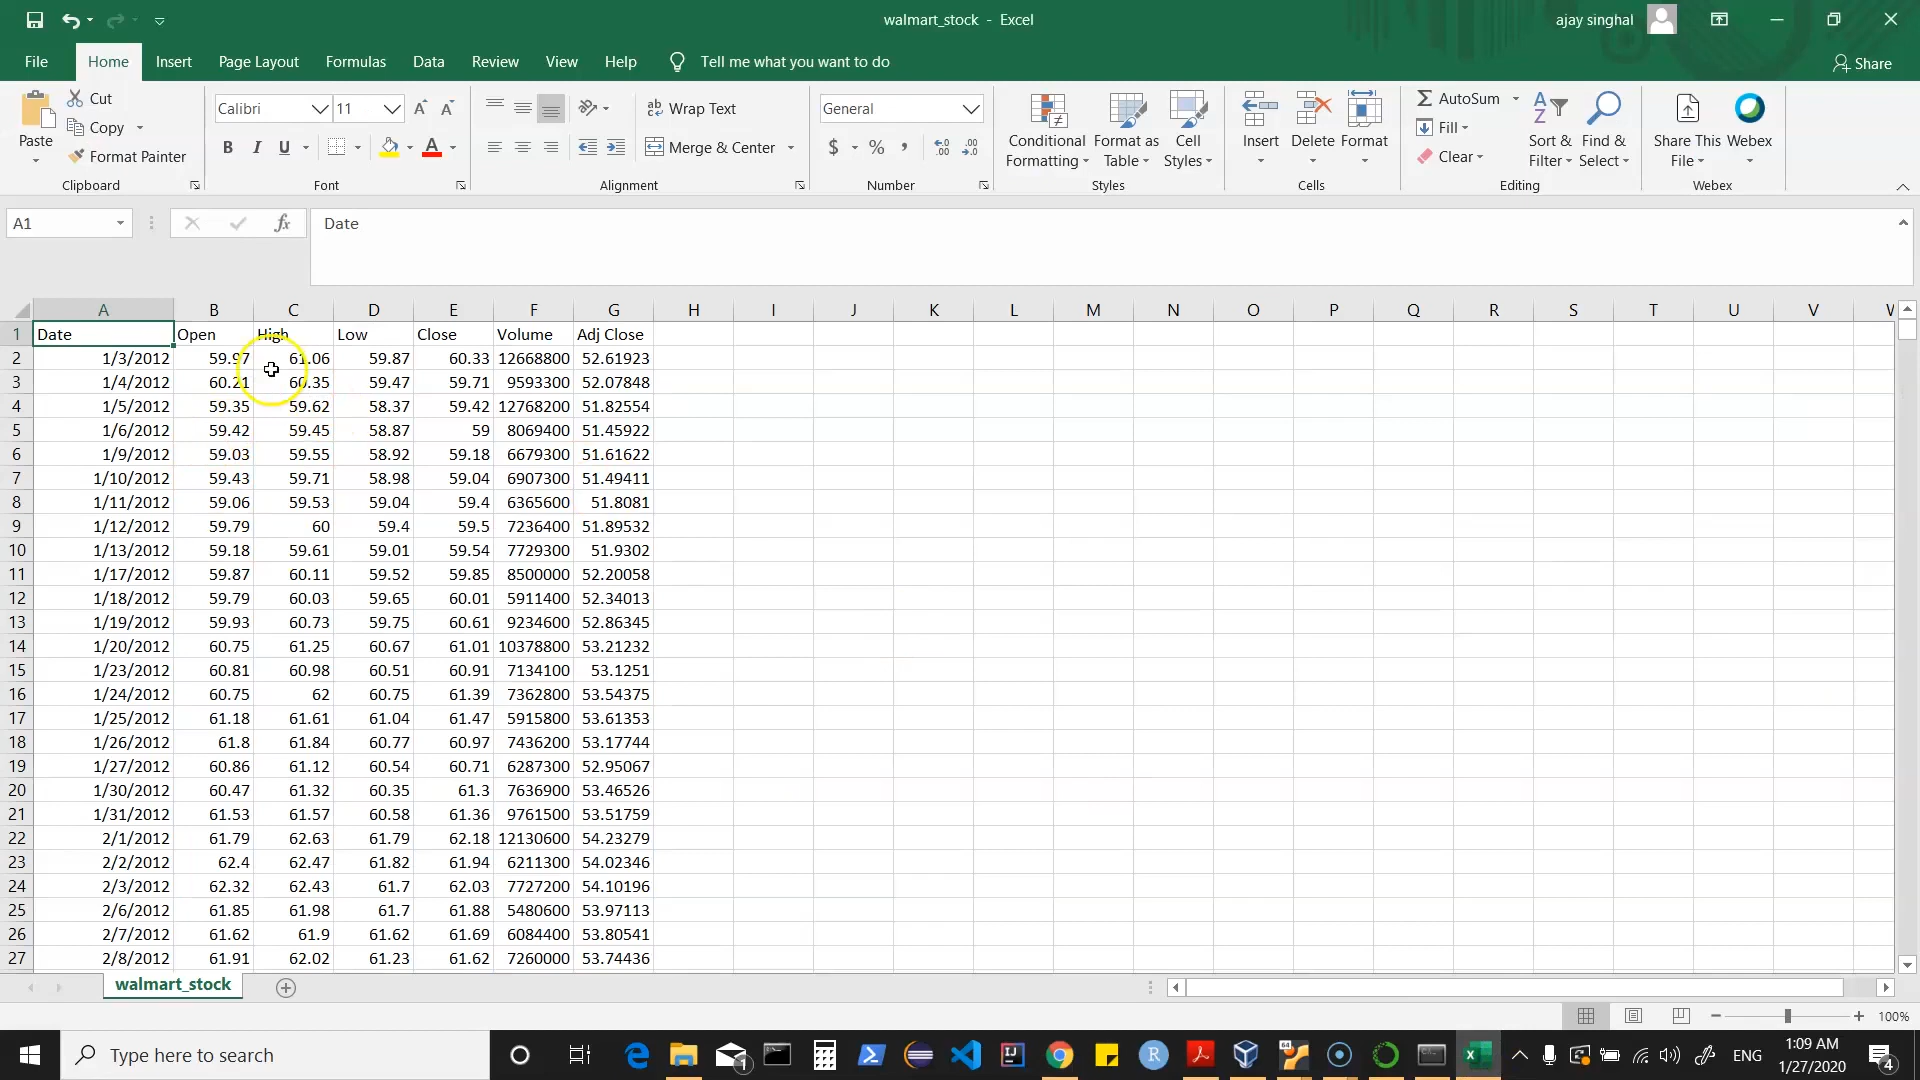 walmart_stock - Excel
ajay singhal
File Home Insert Page Layout Formulas Data Review View Help Tell me what you want to do Share
Paste
Cut
Copy
Format Painter
Clipboard
Calibri 11
B I U
Font
Wrap Text
Merge & Center
Alignment
General
$ % ,
Number
Conditional Formatting
Format as Table
Cell Styles
Styles
Insert Delete Format
Cells
AutoSum
Fill
Clear
Sort & Filter
Find & Select
Editing
Share This File
Webex
Webex
A1 fx Date
A B C D E F G H I J K L M N O P Q R S T U V W
1 Date Open High Low Close Volume Adj Close
2 1/3/2012 59.97 61.06 59.87 60.33 12668800 52.61923
3 1/4/2012 60.21 60.35 59.47 59.71 9593300 52.07848
4 1/5/2012 59.35 59.62 58.37 59.42 12768200 51.82554
5 1/6/2012 59.42 59.45 58.87 59 8069400 51.45922
6 1/9/2012 59.03 59.55 58.92 59.18 6679300 51.61622
7 1/10/2012 59.43 59.71 58.98 59.04 6907300 51.49411
8 1/11/2012 59.06 59.53 59.04 59.4 6365600 51.8081
9 1/12/2012 59.79 60 59.4 59.5 7236400 51.89532
10 1/13/2012 59.18 59.61 59.01 59.54 7729300 51.9302
11 1/17/2012 59.87 60.11 59.52 59.85 8500000 52.20058
12 1/18/2012 59.79 60.03 59.65 60.01 5911400 52.34013
13 1/19/2012 59.93 60.73 59.75 60.61 9234600 52.86345
14 1/20/2012 60.75 61.25 60.67 61.01 10378800 53.21232
15 1/23/2012 60.81 60.98 60.51 60.91 7134100 53.1251
16 1/24/2012 60.75 62 60.75 61.39 7362800 53.54375
17 1/25/2012 61.18 61.61 61.04 61.47 5915800 53.61353
18 1/26/2012 61.8 61.84 60.77 60.97 7436200 53.17744
19 1/27/2012 60.86 61.12 60.54 60.71 6287300 52.95067
20 1/30/2012 60.47 61.32 60.35 61.3 7636900 53.46526
21 1/31/2012 61.53 61.57 60.58 61.36 9761500 53.51759
22 2/1/2012 61.79 62.63 61.79 62.18 12130600 54.23279
23 2/2/2012 62.4 62.47 61.82 61.94 6211300 54.02346
24 2/3/2012 62.32 62.43 61.7 62.03 7727200 54.10196
25 2/6/2012 61.85 61.98 61.7 61.88 5480600 53.97113
26 2/7/2012 61.62 61.9 61.62 61.69 6084400 53.80541
27 2/8/2012 61.91 62.02 61.23 61.62 7260000 53.74436
walmart_stock
100%
Type here to search
ENG
1:09 AM
1/27/2020
4